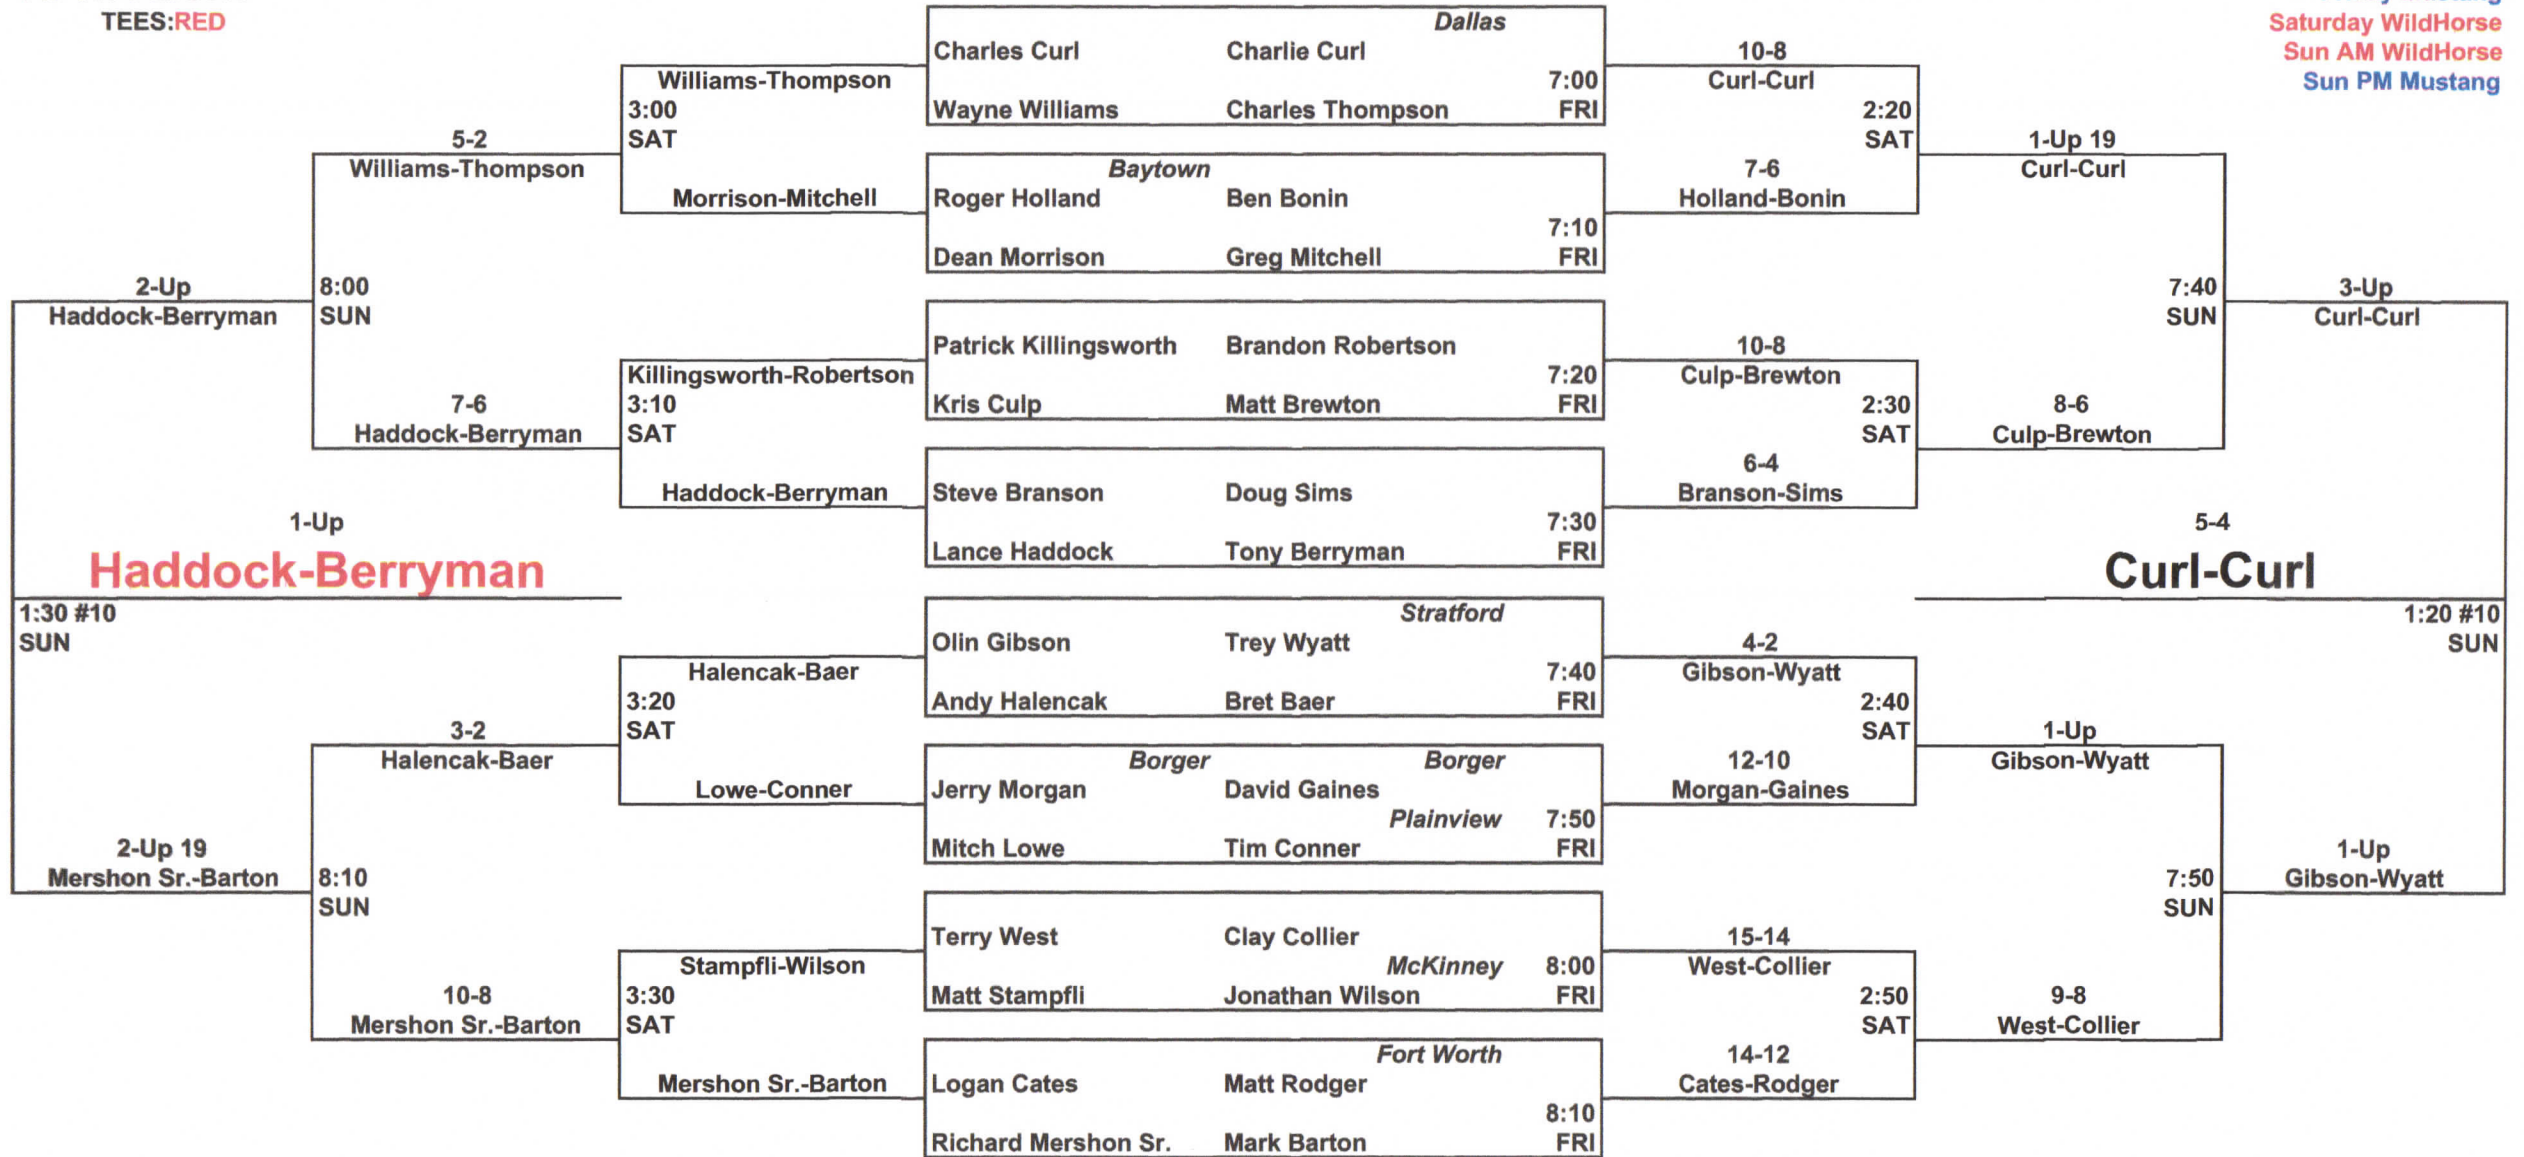 TEES:RED
Saturday WildHorse
Sun AM WildHorse
Sun PM Mustang
Dallas
Charles Curl Charlie Curl
7:00
Wayne Williams Charles Thompson FRI
Baytown
Roger Holland Ben Bonin
7:10
Dean Morrison Greg Mitchell FRI
Patrick Killingsworth Brandon Robertson
7:20
Kris Culp Matt Brewton FRI
Steve Branson Doug Sims
7:30
Lance Haddock Tony Berryman FRI
Stratford
Olin Gibson Trey Wyatt
7:40
Andy Halencak Bret Baer FRI
Borger Borger
Jerry Morgan David Gaines
Plainview 7:50
Mitch Lowe Tim Conner FRI
Terry West Clay Collier
McKinney 8:00
Matt Stampfli Jonathan Wilson FRI
Fort Worth
Logan Cates Matt Rodger
8:10
Richard Mershon Sr. Mark Barton FRI
Williams-Thompson
3:00
SAT
Morrison-Mitchell
Killingsworth-Robertson
3:10
SAT
Haddock-Berryman
Halencak-Baer
3:20
SAT
Lowe-Conner
Stampfli-Wilson
3:30
SAT
Mershon Sr.-Barton
5-2
Williams-Thompson
8:00
SUN
7-6
Haddock-Berryman
3-2
Halencak-Baer
8:10
SUN
10-8
Mershon Sr.-Barton
2-Up
Haddock-Berryman
1-Up
Haddock-Berryman
1:30 #10
SUN
2-Up 19
Mershon Sr.-Barton
10-8
Curl-Curl
2:20
SAT
7-6
Holland-Bonin
10-8
Culp-Brewton
2:30
SAT
6-4
Branson-Sims
4-2
Gibson-Wyatt
2:40
SAT
12-10
Morgan-Gaines
15-14
West-Collier
2:50
SAT
14-12
Cates-Rodger
1-Up 19
Curl-Curl
7:40
SUN
8-6
Culp-Brewton
1-Up
Gibson-Wyatt
7:50
SUN
9-8
West-Collier
3-Up
Curl-Curl
5-4
Curl-Curl
1:20 #10
SUN
1-Up
Gibson-Wyatt